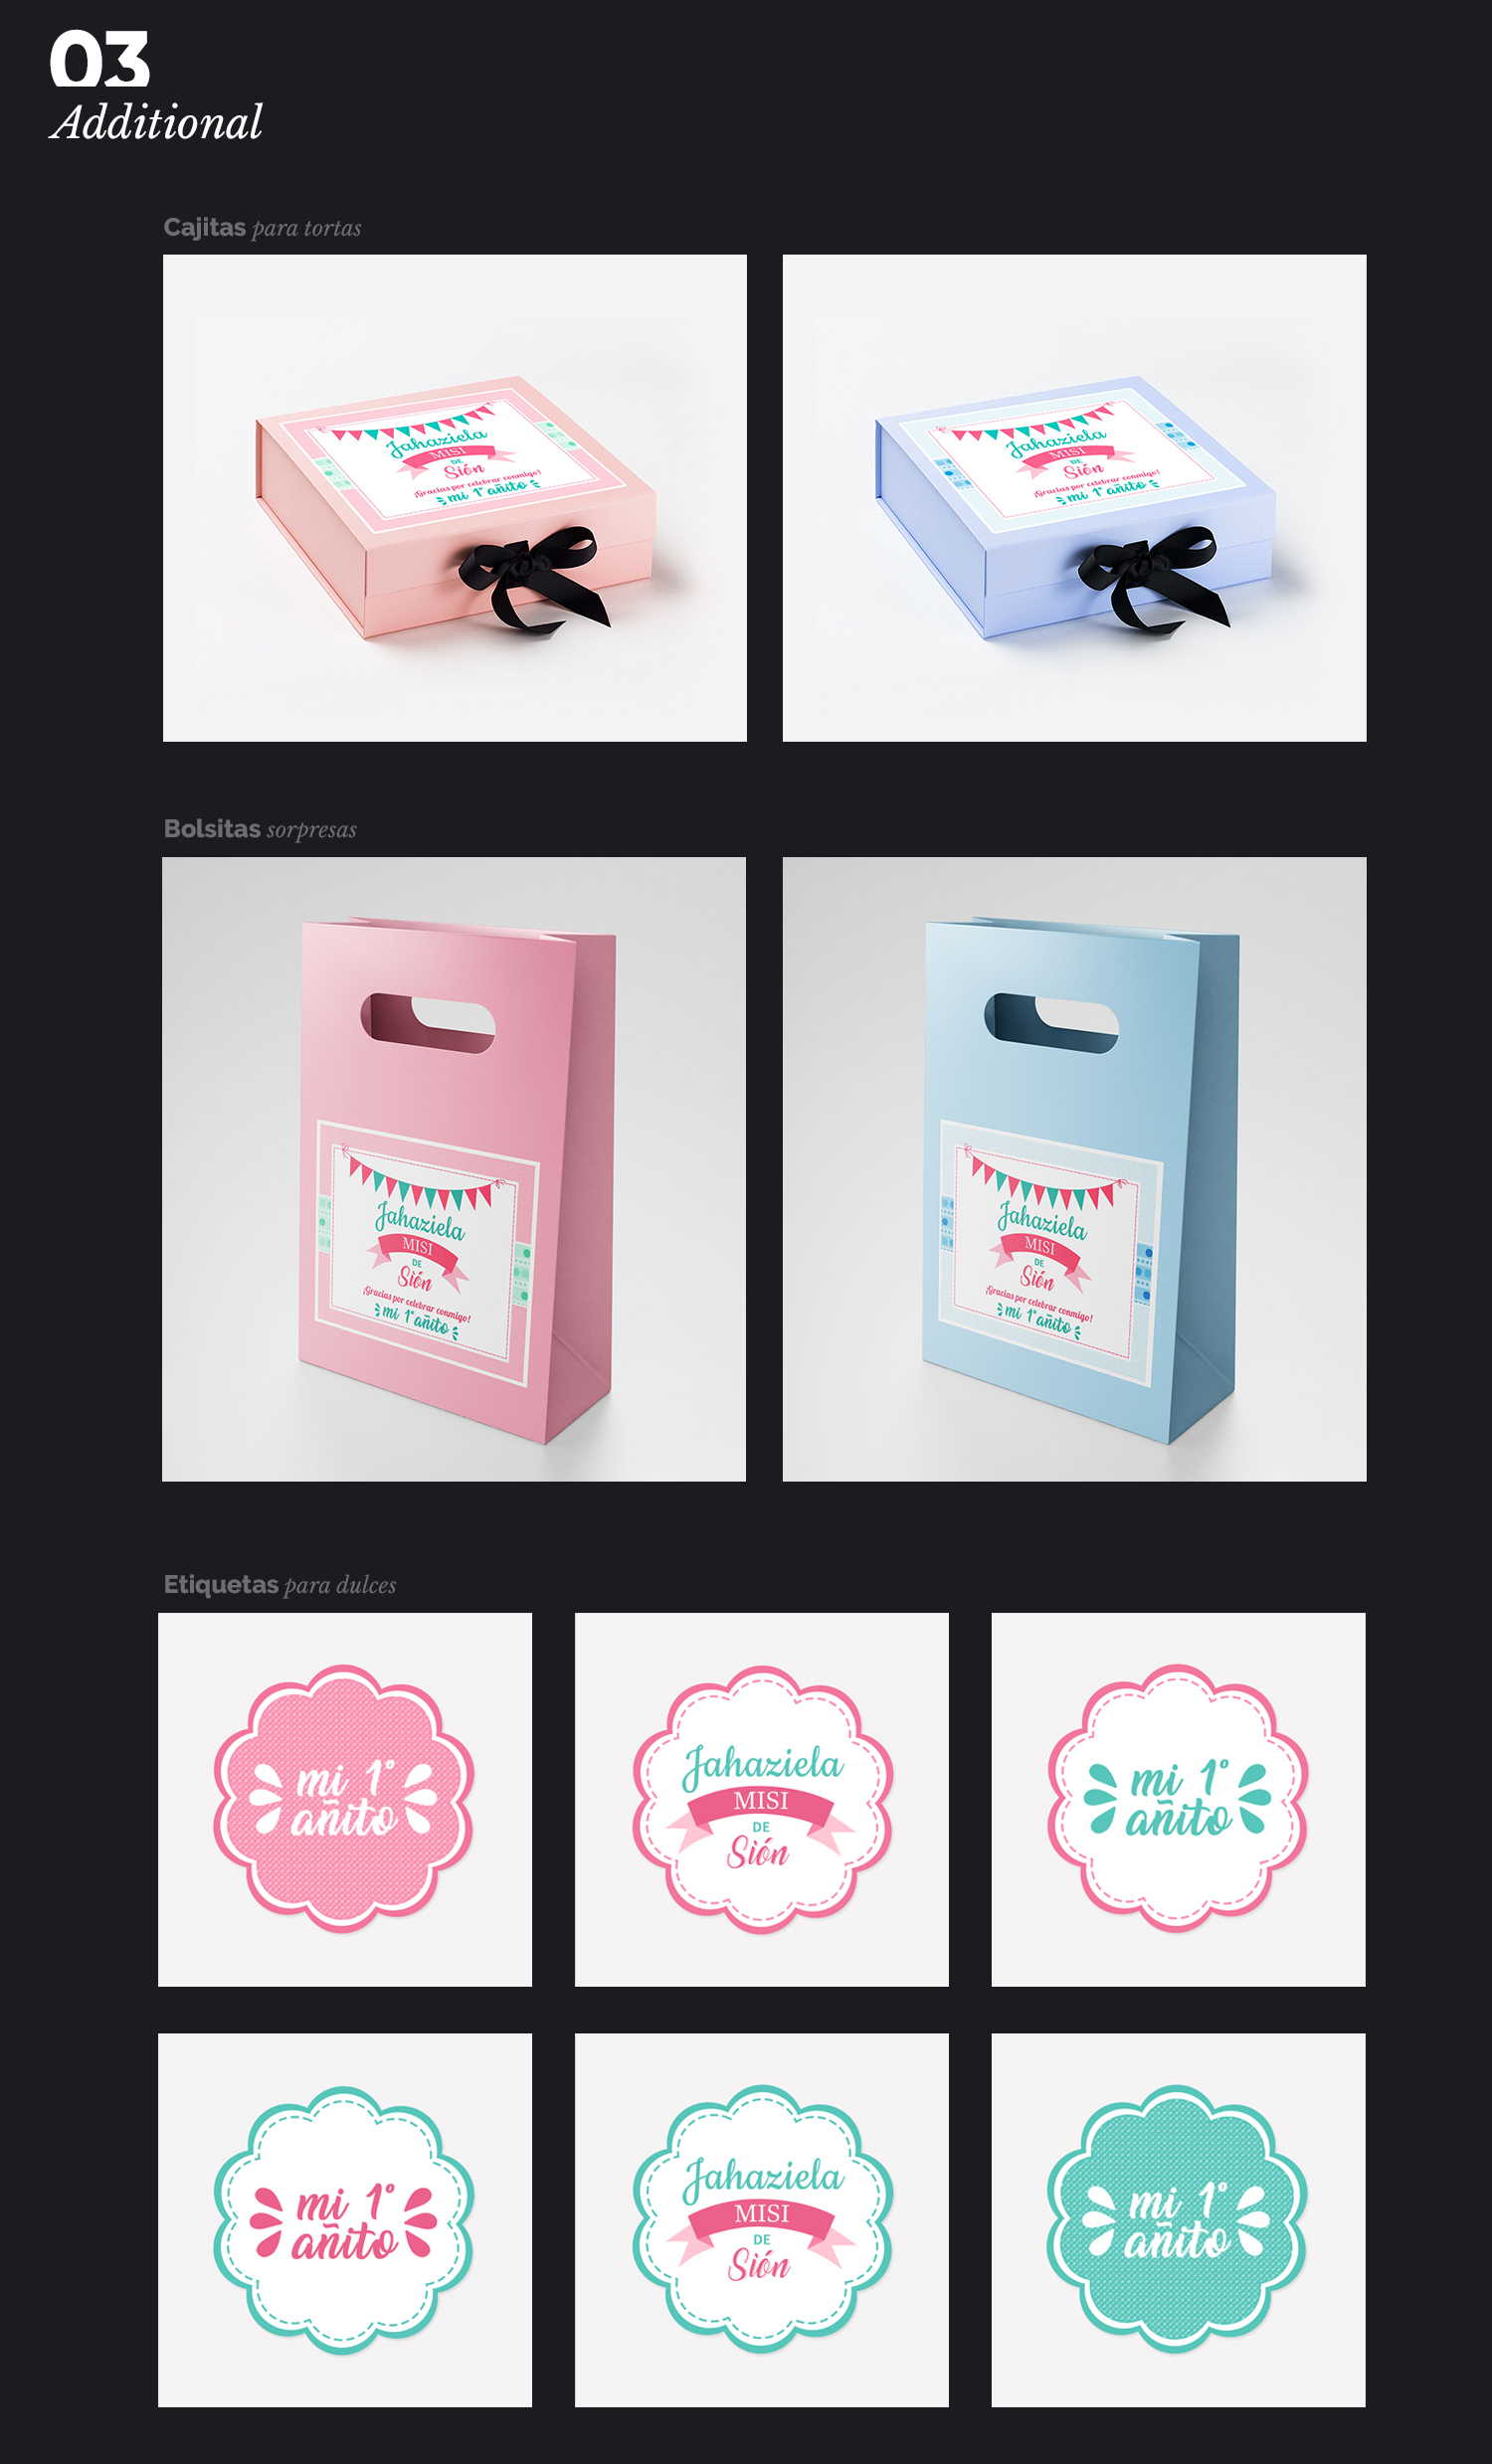 03
Additional
Cajitas para tortas
Jahaziela
MISI
DE
Sión
¡Gracias por celebrar conmigo!
mi 1° añito
Jahaziela
MISI
DE
Sión
¡Gracias por celebrar conmigo!
mi 1° añito
Bolsitas sorpresas
Jahaziela
MISI
DE
Sión
¡Gracias por celebrar conmigo!
mi 1° añito
Jahaziela
MISI
DE
Sión
¡Gracias por celebrar conmigo!
mi 1° añito
Etiquetas para dulces
mi 1°
añito
Jahaziela
MISI
DE
Sión
mi 1°
añito
mi 1°
añito
Jahaziela
MISI
DE
Sión
mi 1°
añito